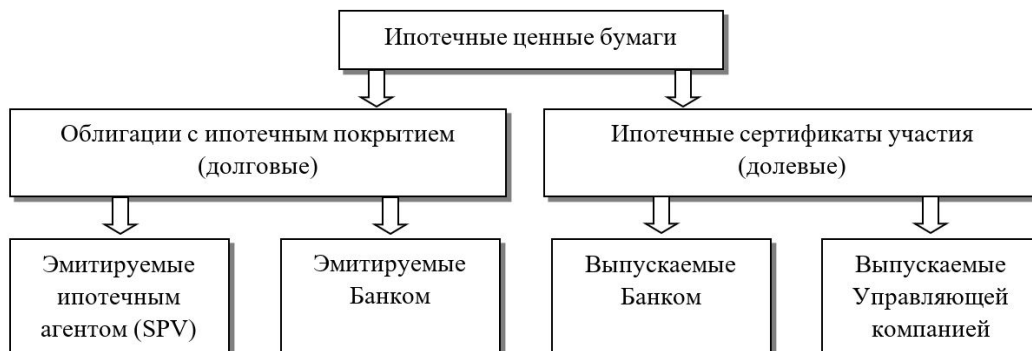 Ипотечные ценные бумаги
Облигации с ипотечным покрытием
(долговые)
Ипотечные сертификаты участия
(долевые)
Эмитируемые
ипотечным
агентом (SPV)
Эмитируемые
Банком
Выпускаемые
Банком
Выпускаемые
Управляющей
компанией